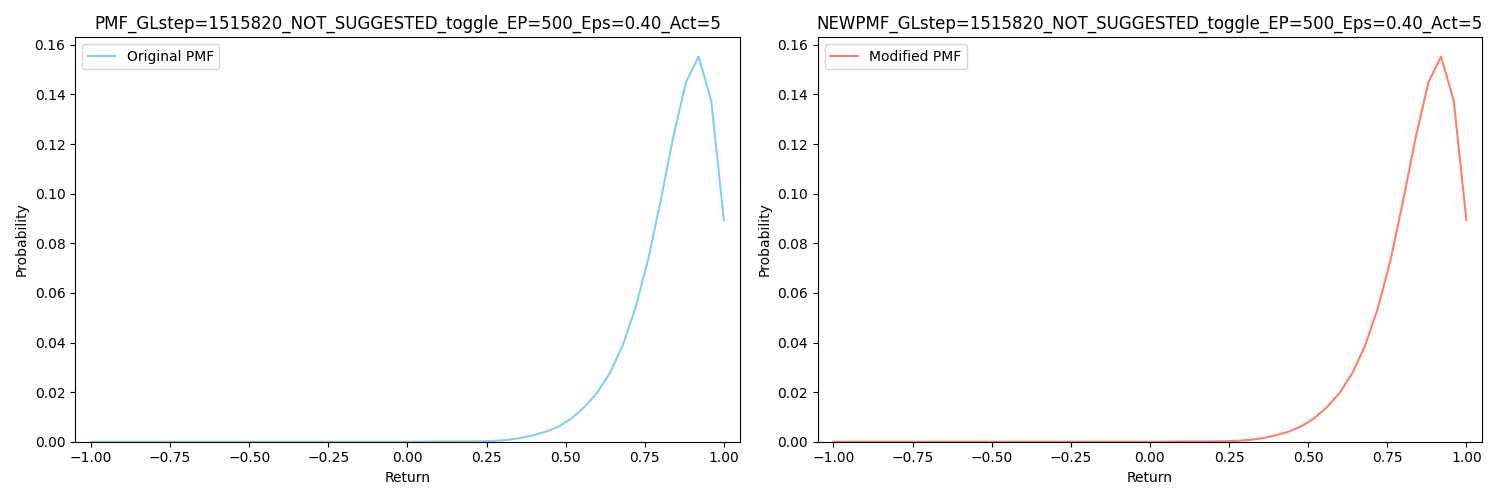 PMF_GLstep=1515820_NOT_SUGGESTED_toggle_EP=500_Eps=0.40_Act=5
Original PMF
0.16
0.14
0.12
0.10
0.08
0.06
0.04
0.02
0.00
Probability
−1.00 −0.75 −0.50 −0.25 0.00 0.25 0.50 0.75 1.00
Return
NEWPMF_GLstep=1515820_NOT_SUGGESTED_toggle_EP=500_Eps=0.40_Act=5
Modified PMF
0.16
0.14
0.12
0.10
0.08
0.06
0.04
0.02
0.00
Probability
−1.00 −0.75 −0.50 −0.25 0.00 0.25 0.50 0.75 1.00
Return